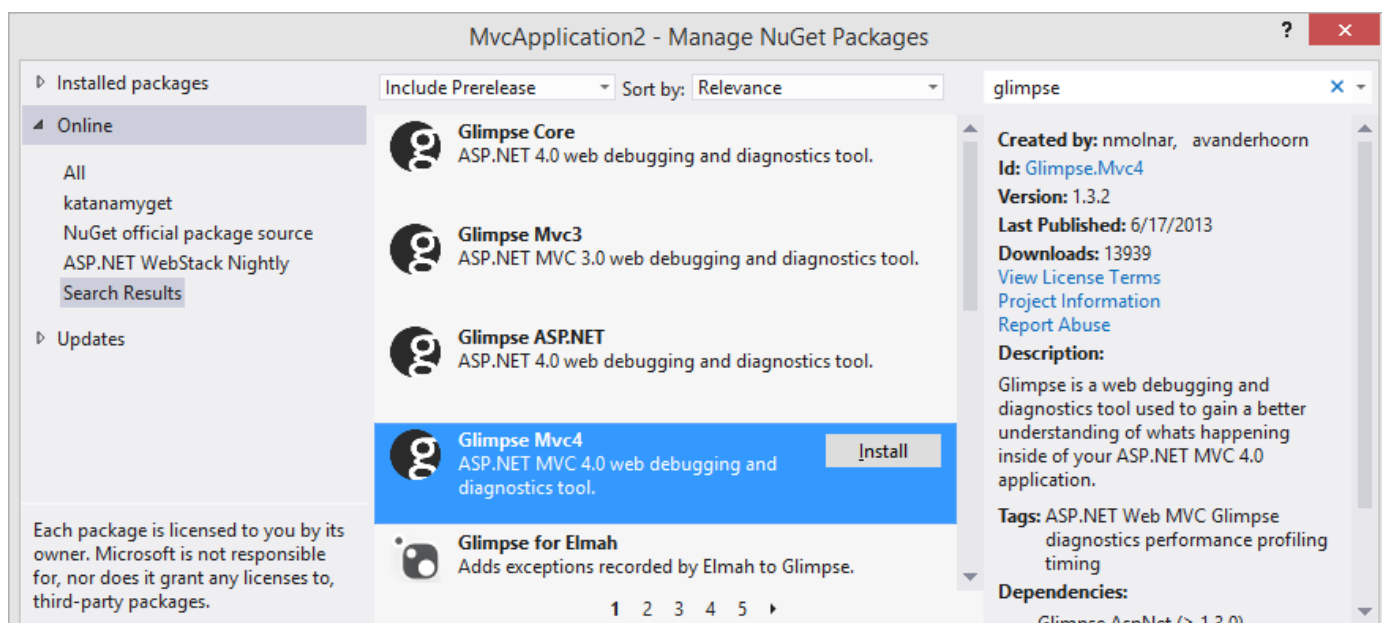 MvcApplication2 - Manage NuGet Packages
?
Installed packages
Online
All
katanamyget
NuGet official package source
ASP.NET WebStack Nightly
Search Results
Updates
Each package is licensed to you by its
owner. Microsoft is not responsible
for, nor does it grant any licenses to,
third-party packages.
Include Prerelease
Sort by: Relevance
Glimpse Core
ASP.NET 4.0 web debugging and diagnostics tool.
Glimpse Mvc3
ASP.NET MVC 3.0 web debugging and diagnostics tool.
Glimpse ASP.NET
ASP.NET 4.0 web debugging and diagnostics tool.
Glimpse Mvc4
ASP.NET MVC 4.0 web debugging and
diagnostics tool.
Install
Glimpse for Elmah
Adds exceptions recorded by Elmah to Glimpse.
1 2 3 4 5
glimpse
Created by: nmolnar, avanderhoorn
Id: Glimpse.Mvc4
Version: 1.3.2
Last Published: 6/17/2013
Downloads: 13939
View License Terms
Project Information
Report Abuse
Description:
Glimpse is a web debugging and
diagnostics tool used to gain a better
understanding of whats happening
inside of your ASP.NET MVC 4.0
application.
Tags: ASP.NET Web MVC Glimpse
diagnostics performance profiling
timing
Dependencies:
Glimpse.AspNet